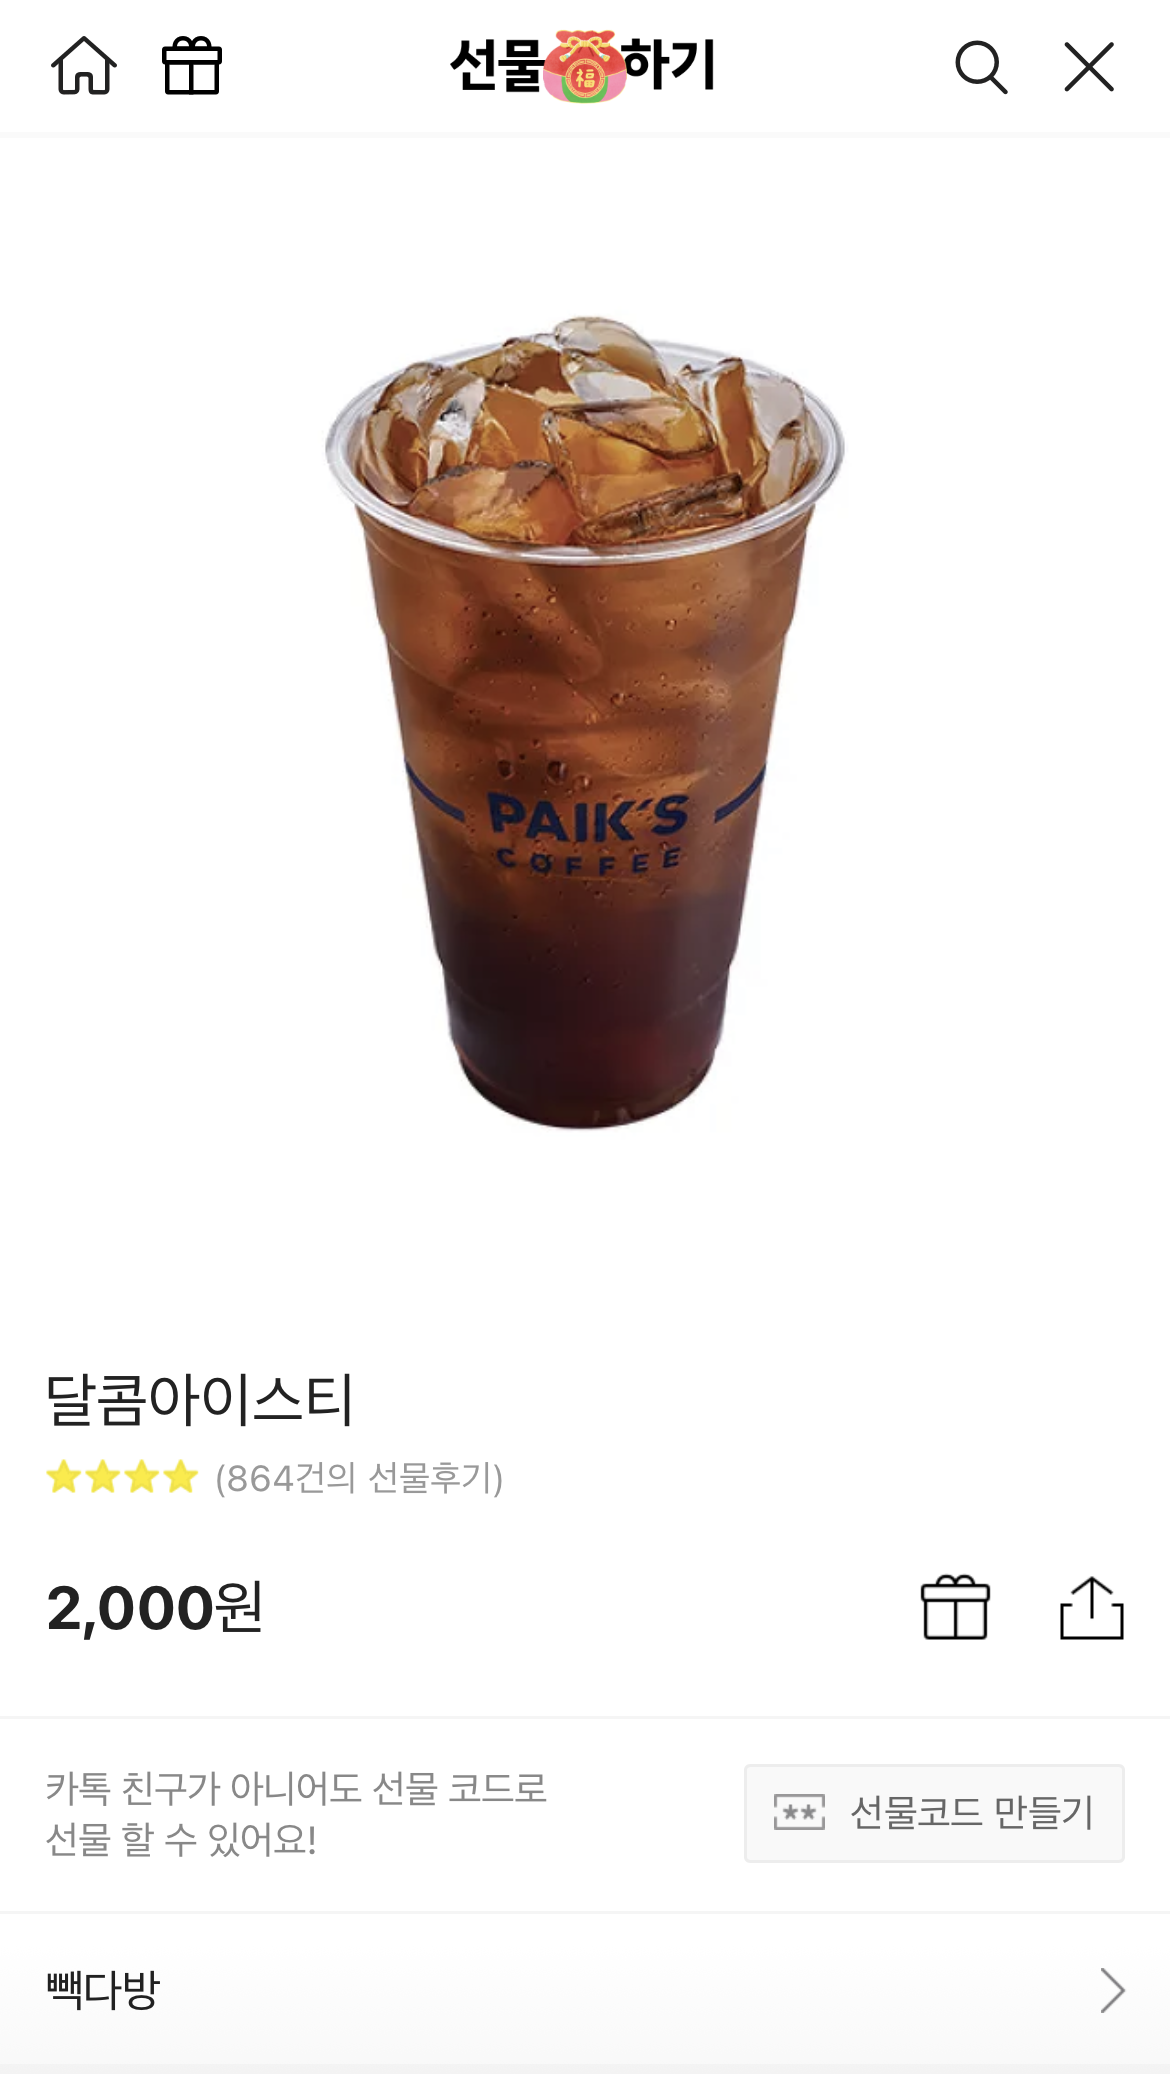 선물福하기
PAIK'S
COFFEE
달콤아이스티
(864건의 선물후기)
2,000원
카톡 친구가 아니어도 선물 코드로
선물 할 수 있어요!
** 선물코드 만들기
빽다방